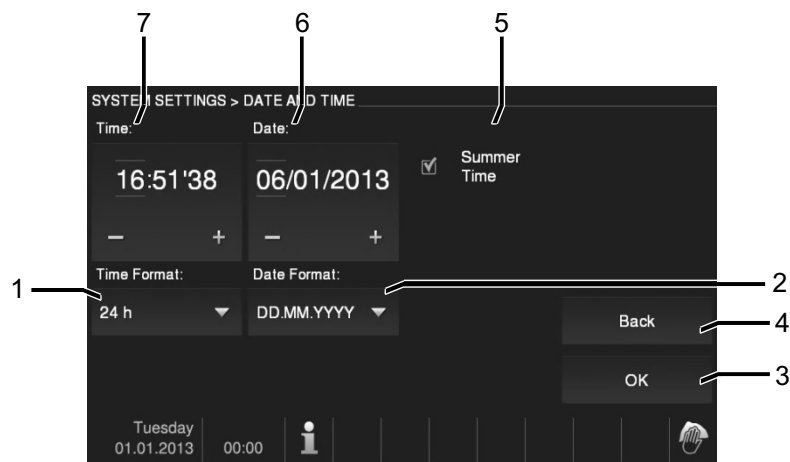 7 6 5
SYSTEM SETTINGS > DATE AND TIME
Time: Date:
16:51'38 06/01/2013 Summer
Time
− + − +
Time Format: Date Format:
1 2
24 h DD.MM.YYYY
Back 4
OK 3
Tuesday
01.01.2013 00:00 i